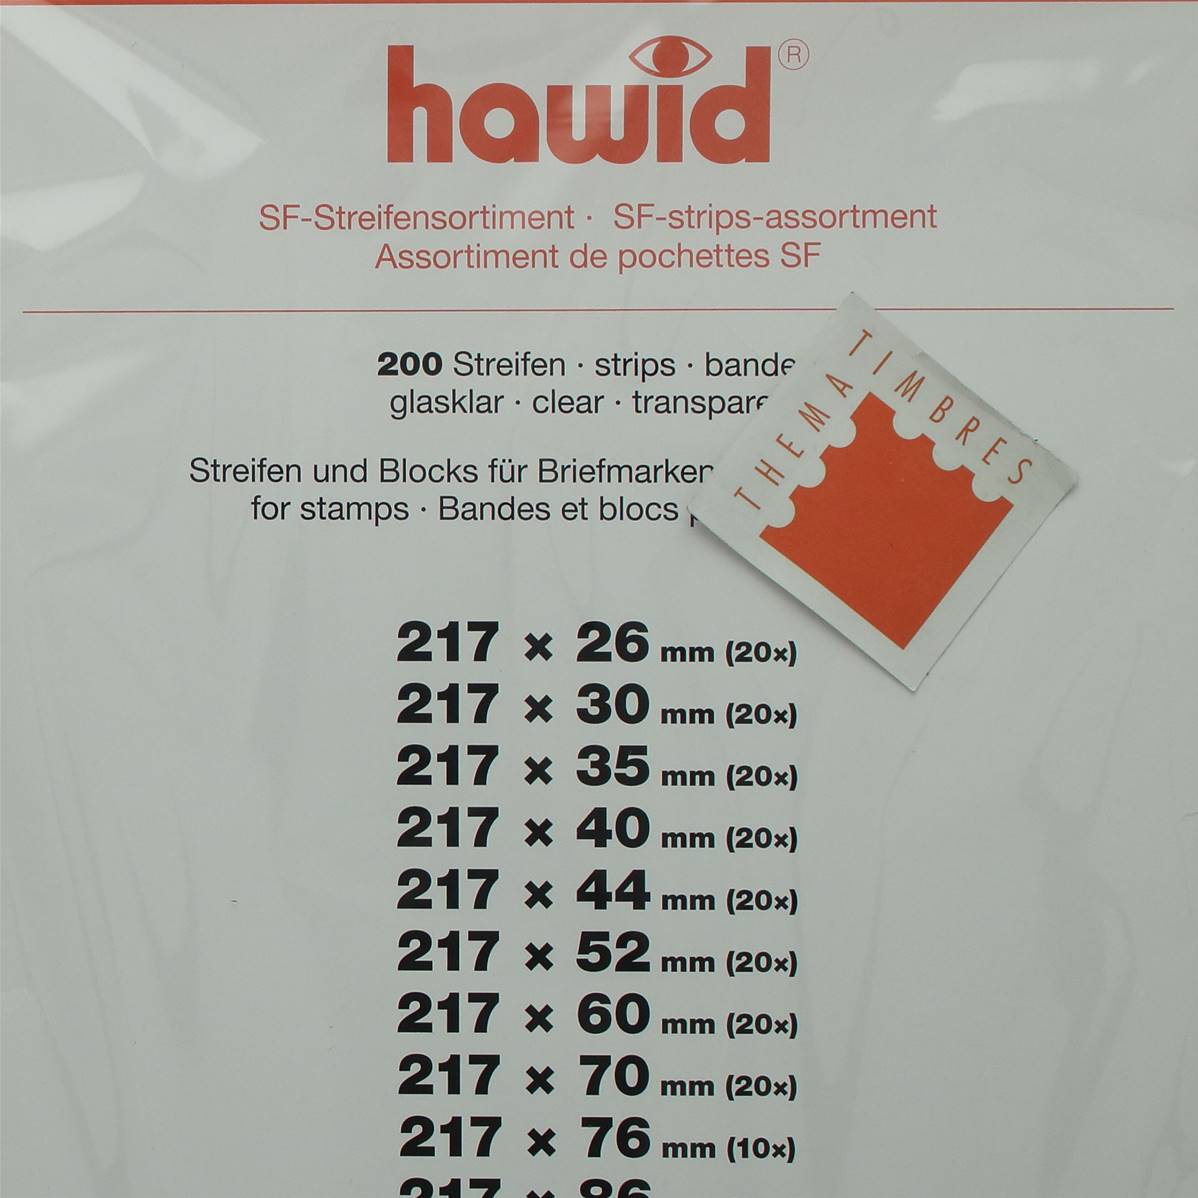 hawid®
SF-Streifensortiment · SF-strips-assortment
Assortiment de pochettes SF
200 Streifen · strips · bande
glasklar · clear · transpare
Streifen und Blocks für Briefmarken
for stamps · Bandes et blocs
THEMA TIMBRES
217 × 26 mm (20×)
217 × 30 mm (20×)
217 × 35 mm (20×)
217 × 40 mm (20×)
217 × 44 mm (20×)
217 × 52 mm (20×)
217 × 60 mm (20×)
217 × 70 mm (20×)
217 × 76 mm (10×)
217 × 86